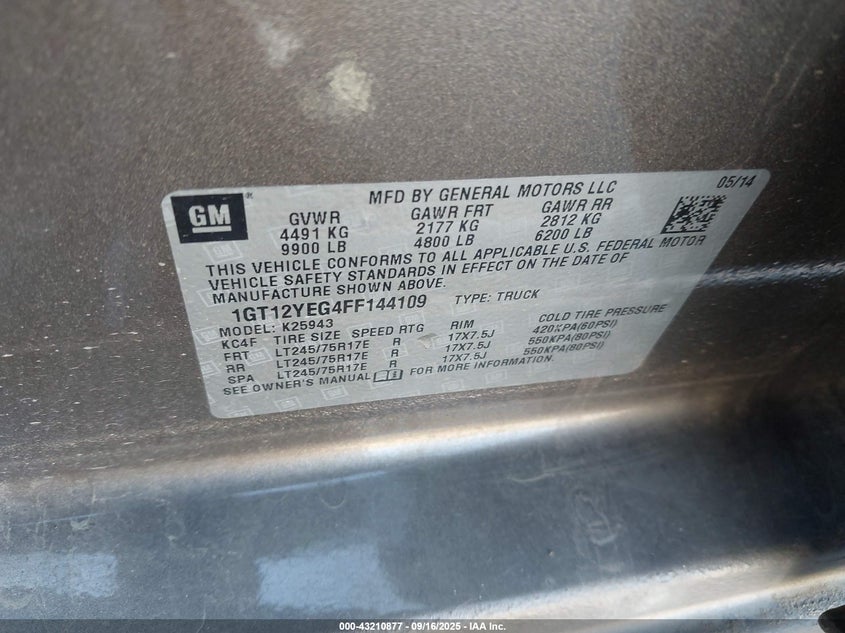 GM
®
MFD BY GENERAL MOTORS LLC
05/14
GVWR GAWR FRT GAWR RR
4491 KG 2177 KG 2812 KG
9900 LB 4800 LB 6200 LB
THIS VEHICLE CONFORMS TO ALL APPLICABLE U.S. FEDERAL MOTOR
VEHICLE SAFETY STANDARDS IN EFFECT ON THE DATE OF
MANUFACTURE SHOWN ABOVE.
1GT12YEG4FF144109 TYPE: TRUCK
MODEL: K25943
KC4F TIRE SIZE SPEED RTG RIM COLD TIRE PRESSURE
FRT LT245/75R17E R 17X7.5J 420KPA(60PSI)
RR LT245/75R17E R 17X7.5J 550KPA(80PSI)
SPA LT245/75R17E R 17X7.5J 550KPA(80PSI)
SEE OWNER'S MANUAL FOR MORE INFORMATION.
000-43210877 - 09/16/2025 - IAA Inc.